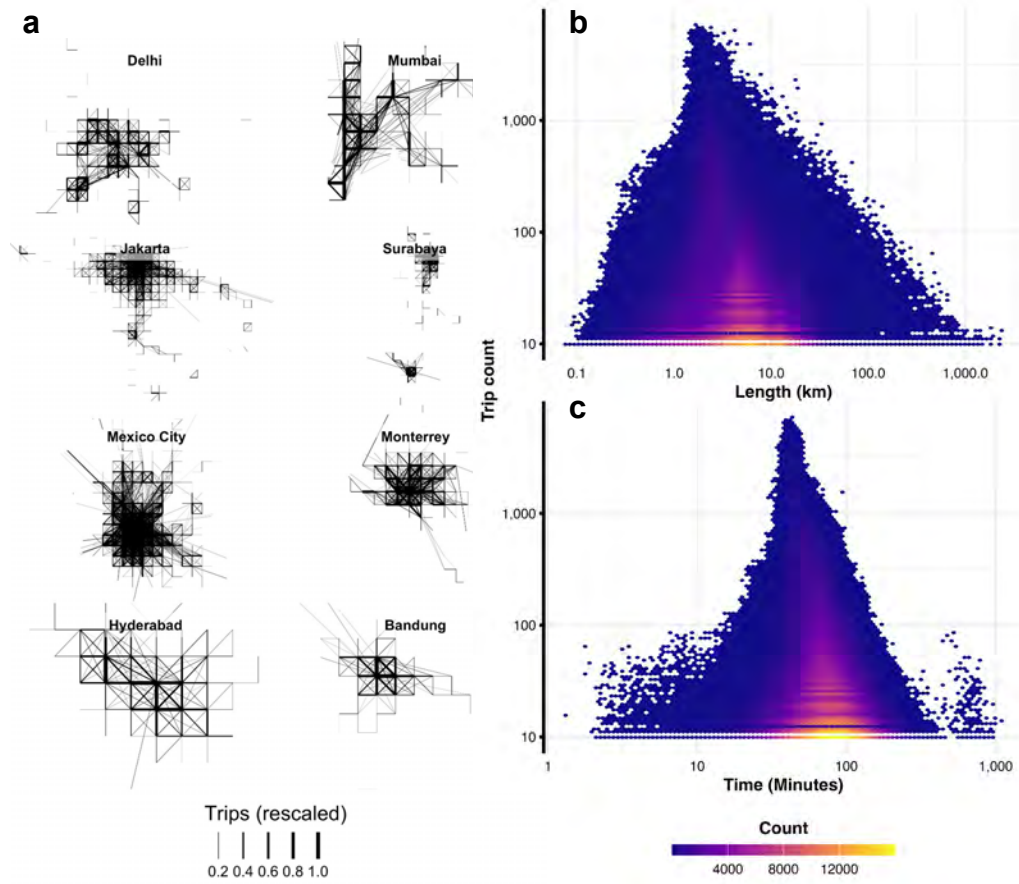 a
Delhi
Mumbai
Jakarta
Surabaya
Mexico City
Monterrey
Hyderabad
Bandung
Trips (rescaled)
0.2 0.4 0.6 0.8 1.0
b
Trip count
1,000
100
10
0.1 1.0 10.0 100.0 1,000.0
Length (km)
c
1,000
100
10
1 10 100 1,000
Time (Minutes)
Count
4000 8000 12000